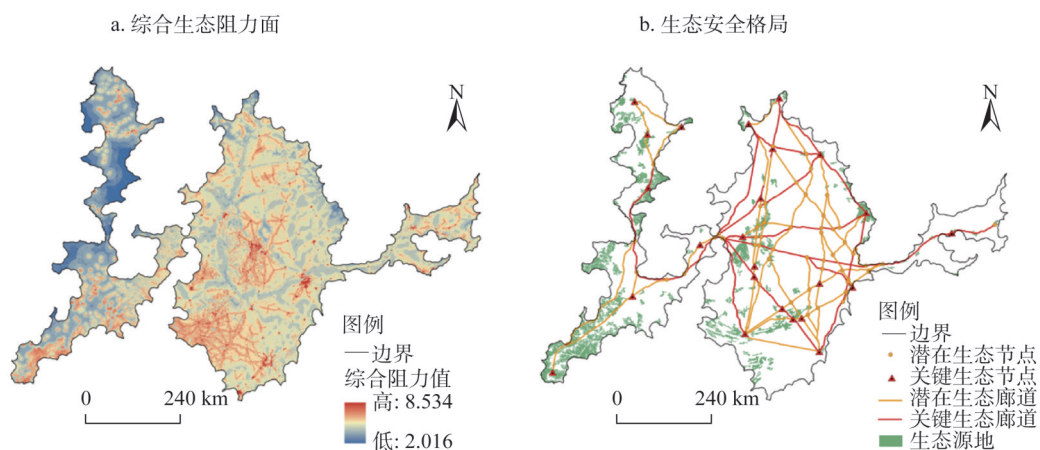 a. 综合生态阻力面
N
图例
边界
综合阻力值
高: 8.534
低: 2.016
0 240 km
b. 生态安全格局
N
图例
边界
潜在生态节点
关键生态节点
潜在生态廊道
关键生态廊道
生态源地
0 240 km